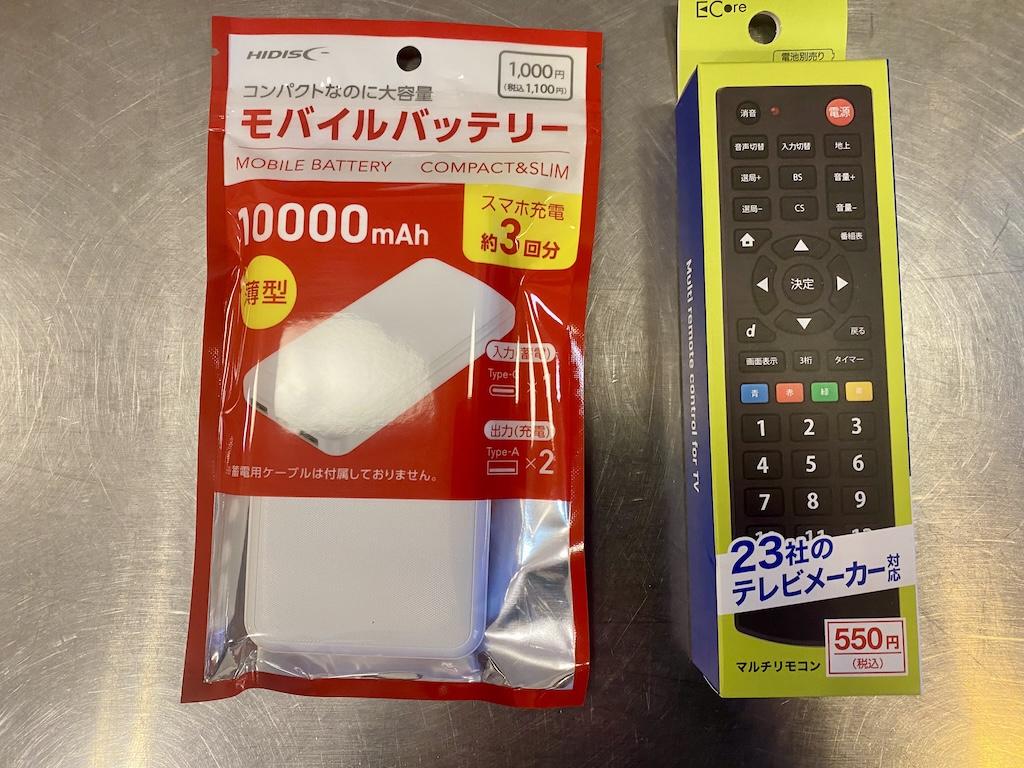 HIDISC
1,000円
(税込1,100円)
コンパクトなのに大容量
モバイルバッテリー
MOBILE BATTERY COMPACT&SLIM
10000mAh
スマホ充電
約3回分
薄型
入力(蓄電)
Type-C
出力(充電)
Type-A
×2
蓄電用ケーブルは付属しておりません。
ECore
電池別売り
消音
電源
音声切替 入力切替 地上
選局+ BS 音量+
選局− CS 音量−
番組表
決定
d 戻る
画面表示 3桁 タイマー
青 赤 緑
1 2 3
4 5 6
7 8 9
Multi remote control for TV
23社の
テレビメーカー対応
550円
(税込)
マルチリモコン